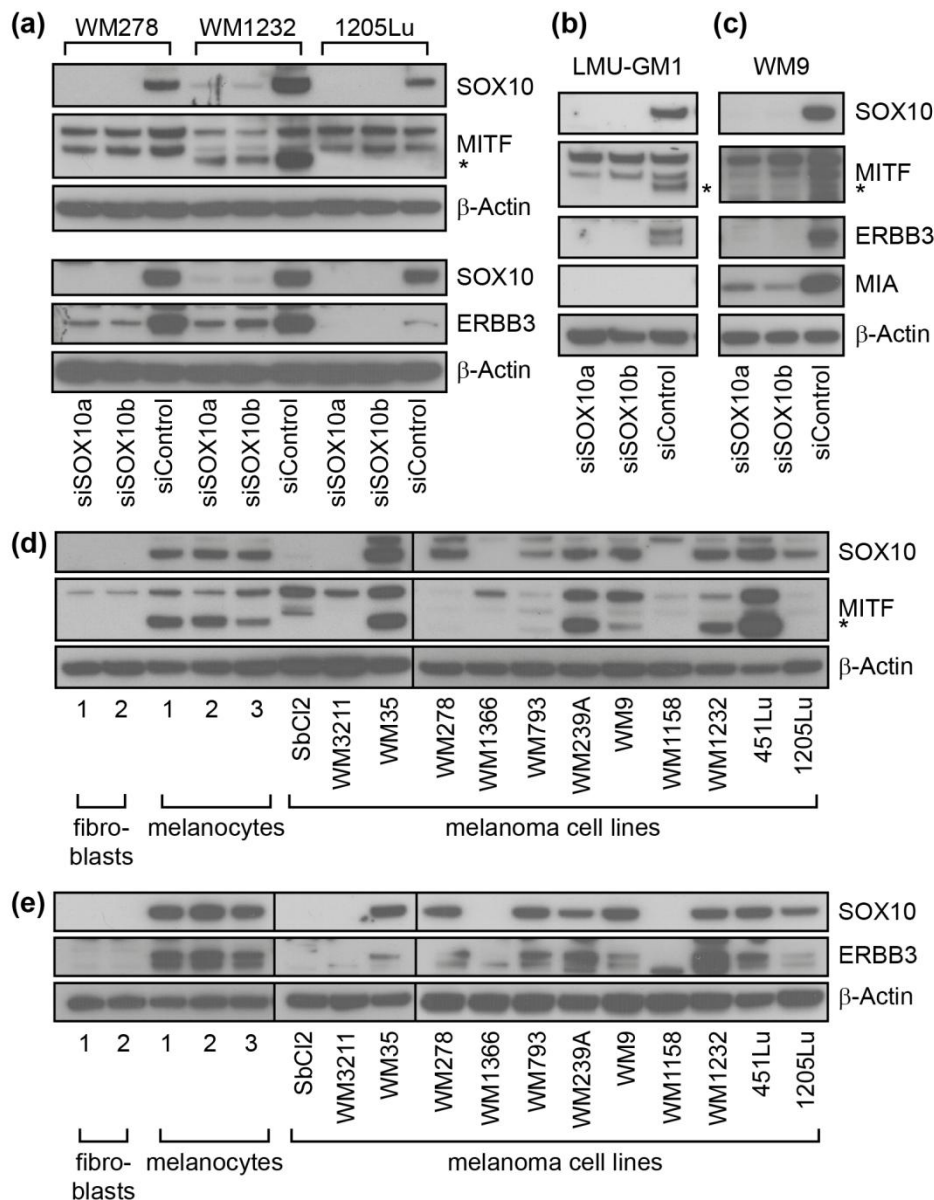 (a)
WM278 WM1232 1205Lu
SOX10
MITF
*
β-Actin
SOX10
ERBB3
β-Actin
siSOX10a siSOX10b siControl siSOX10a siSOX10b siControl siSOX10a siSOX10b siControl
(b)
LMU-GM1
*
siSOX10a siSOX10b siControl
(c)
WM9
SOX10
MITF
*
ERBB3
MIA
β-Actin
siSOX10a siSOX10b siControl
(d)
SOX10
MITF
*
β-Actin
1 2 1 2 3 SbCl2 WM3211 WM35 WM278 WM1366 WM793 WM239A WM9 WM1158 WM1232 451Lu 1205Lu
fibro-
blasts
melanocytes
melanoma cell lines
(e)
SOX10
ERBB3
β-Actin
1 2 1 2 3 SbCl2 WM3211 WM35 WM278 WM1366 WM793 WM239A WM9 WM1158 WM1232 451Lu 1205Lu
fibro-
blasts
melanocytes
melanoma cell lines